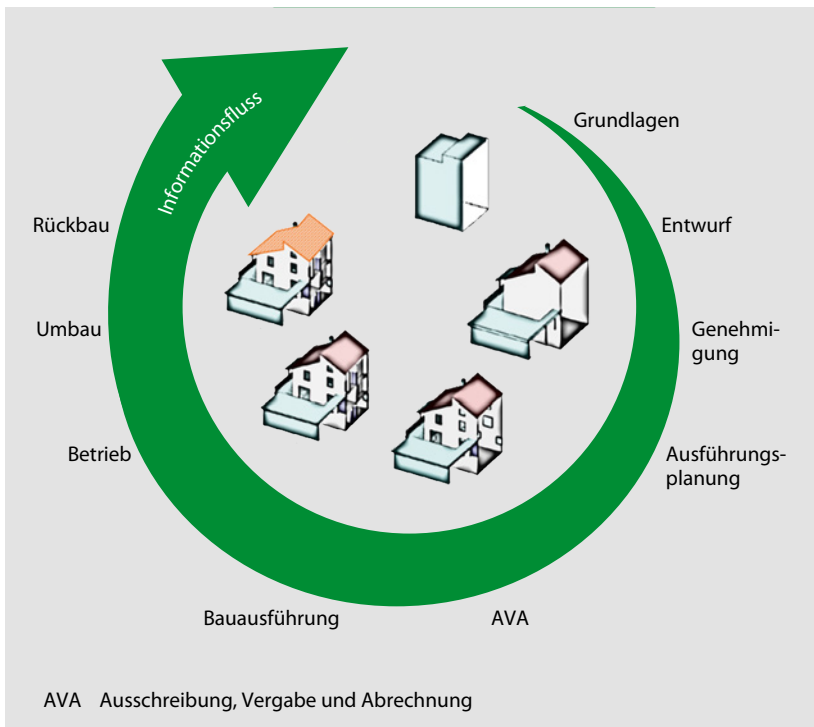 Grundlagen
Entwurf
Genehmi-
gung
Ausführungs-
planung
AVA
Bauausführung
Betrieb
Umbau
Rückbau
Informationsfluss
AVA Ausschreibung, Vergabe und Abrechnung